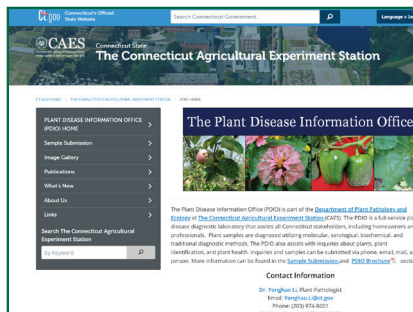 Ct.gov Connecticut's Official
State Website
Search Connecticut Government...
Language + Se
CAES
Connecticut State
The Connecticut Agricultural Experiment Station
CT.GOV HOME / THE CONNECTICUT AGRICULTURAL EXPERIMENT STATION / PDIO HOME
PLANT DISEASE INFORMATION OFFICE
(PDIO) HOME
Sample Submission
Image Gallery
Publications
What's New
About Us
Links
Search The Connecticut Agricultural
Experiment Station
by Keyword
The Plant Disease Information Office
The Plant Disease Information Office (PDIO) is part of the Department of Plant Pathology and
Ecology at The Connecticut Agricultural Experiment Station (CAES). The PDIO is a full-service pl
disease diagnostic laboratory that assists all Connecticut stakeholders, including homeowners an
professionals. Plant samples are diagnosed utilizing molecular, serological, biochemical, and
traditional diagnostic methods. The PDIO also assists with inquiries about plants, plant
identification, and plant health. Inquiries and samples can be submitted via phone, email, mail, a
person. More information can be found in the Sample Submission and PDIO Brochure sectio
Contact Information
Dr. Yonghao Li, Plant Pathologist
Email: Yonghao.Li@ct.gov
Phone: (203) 974-8601